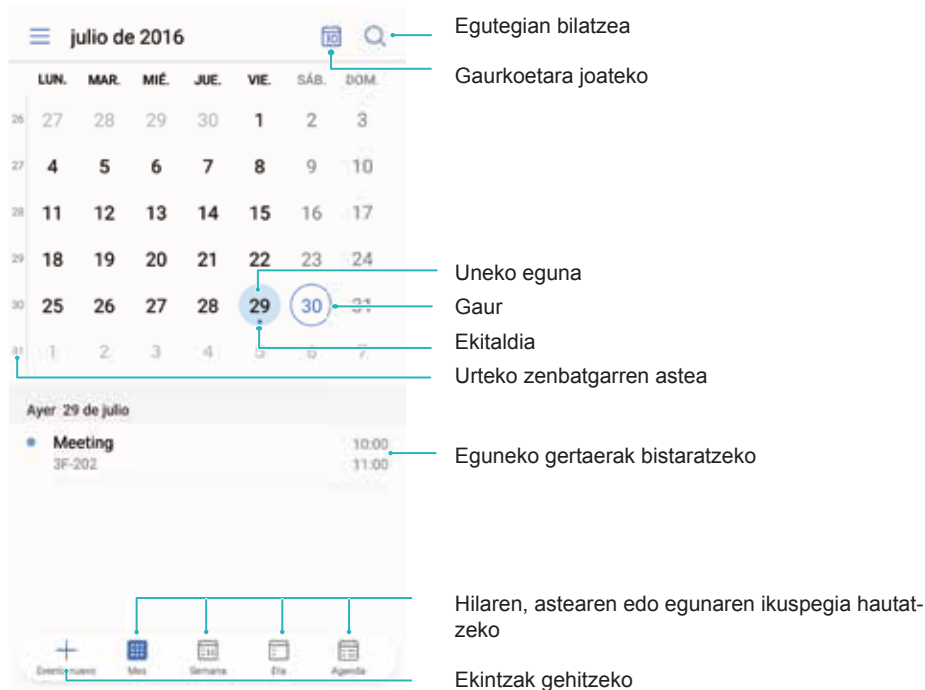 julio de 2016
10
Egutegian bilatzea
Gaurkoetara joateko
LUN. MAR. MIÉ. JUE. VIE. SÁB. DOM.
26 27 28 29 30 1 2 3
27 4 5 6 7 8 9 10
28 11 12 13 14 15 16 17
29 18 19 20 21 22 23 24
30 25 26 27 28 29 30 31
31 1 2 3 4 5 6 7
Uneko eguna
Gaur
Ekitaldia
Urteko zenbatgarren astea
Ayer 29 de julio
Meeting 10:00
3F-202 11:00
Eguneko gertaerak bistaratzeko
Hilaren, astearen edo egunaren ikuspegia hautat-
zeko
Evento nuevo Mes Semana Día Agenda
Ekintzak gehitzeko